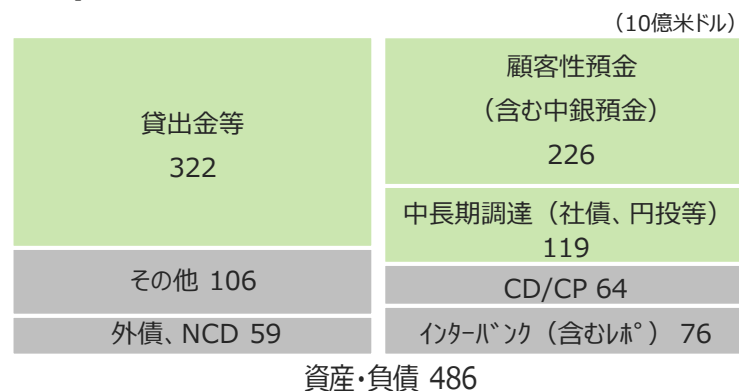 （10億米ドル）
貸出金等
322
その他 106
外債、NCD 59
顧客性預金
（含む中銀預金）
226
中長期調達（社債、円投等）
119
CD/CP 64
ｲﾝﾀｰﾊﾞﾝｸ（含むﾚﾎﾟ） 76
資産・負債 486